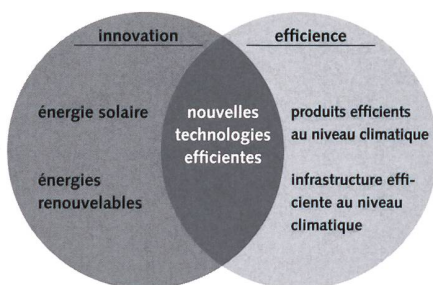 innovation
efficience
énergie solaire
énergies
renouvelables
nouvelles
technologies
efficientes
produits efficients
au niveau climatique
infrastructure effi-
ciente au niveau
climatique